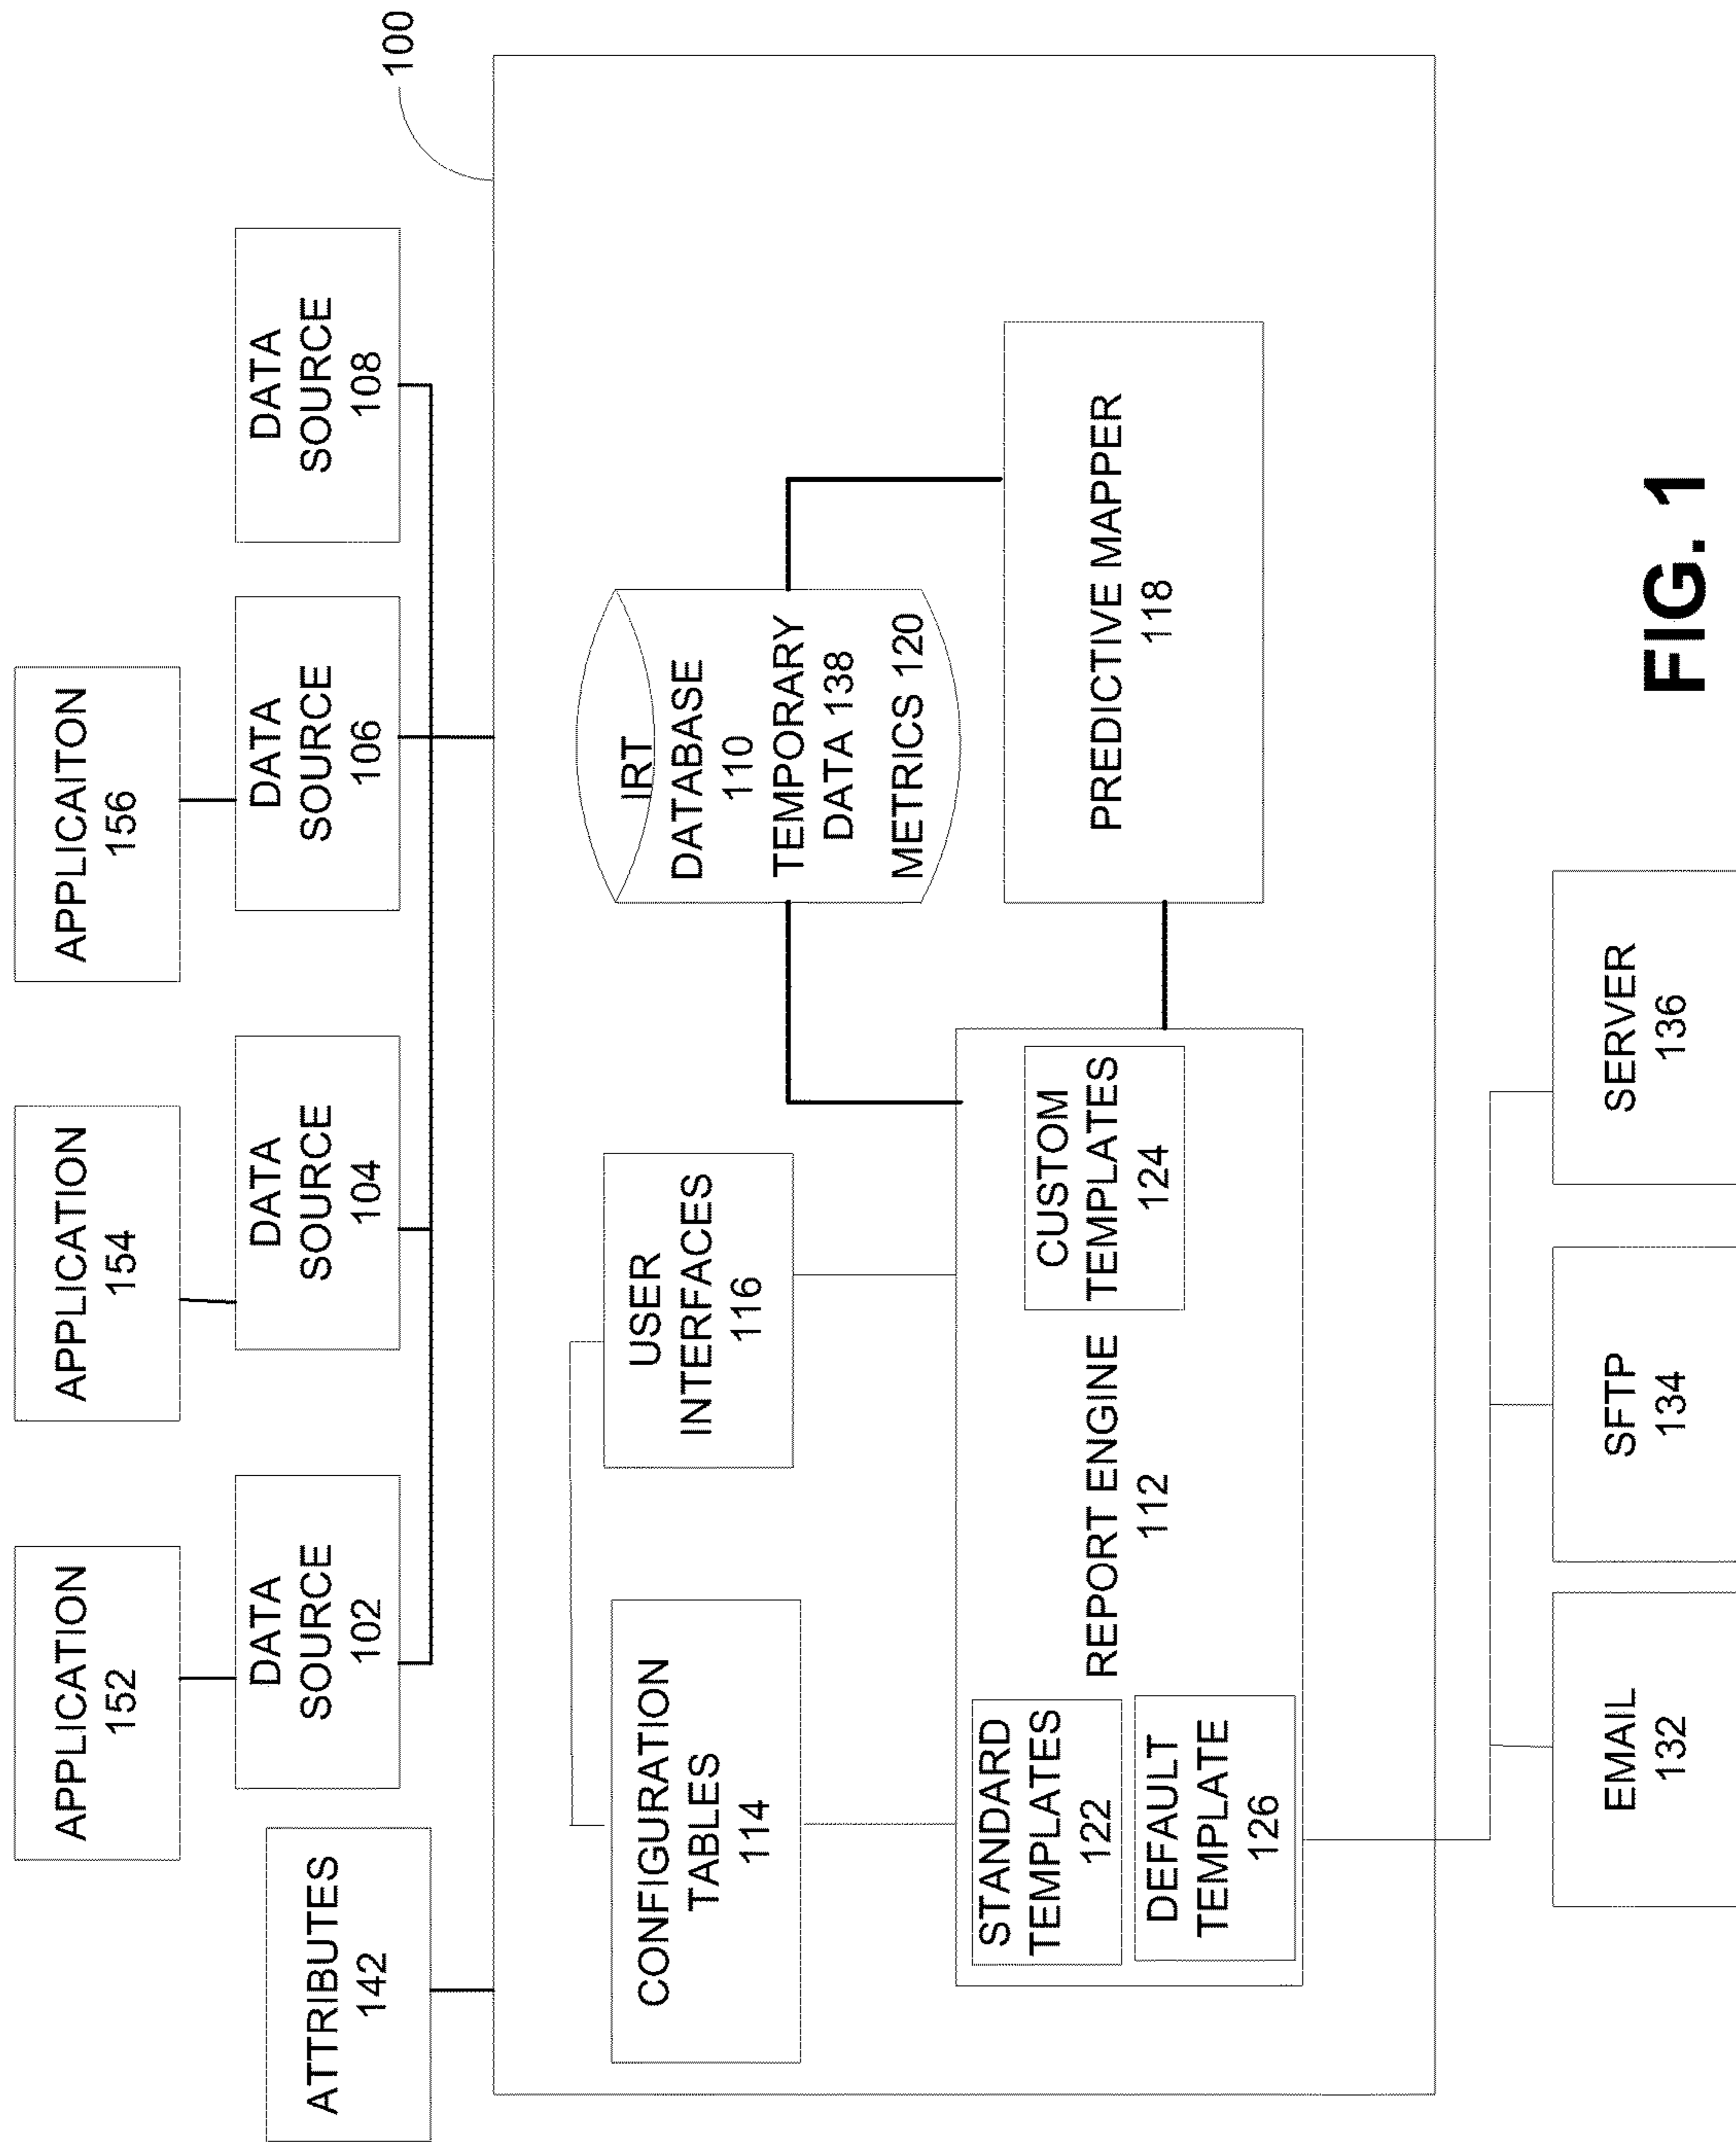 100
APPLICATION
152
APPLICATION
154
APPLICAITON
156
ATTRIBUTES
142
DATA
SOURCE
102
DATA
SOURCE
104
DATA
SOURCE
106
DATA
SOURCE
108
CONFIGURATION
TABLES
114
USER
INTERFACES
116
IRT
DATABASE
110
TEMPORARY
DATA 138
METRICS 120
STANDARD
TEMPLATES
122
DEFAULT
TEMPLATE
126
REPORT ENGINE
112
CUSTOM
TEMPLATES
124
PREDICTIVE MAPPER
118
EMAIL
132
SFTP
134
SERVER
136
FIG. 1